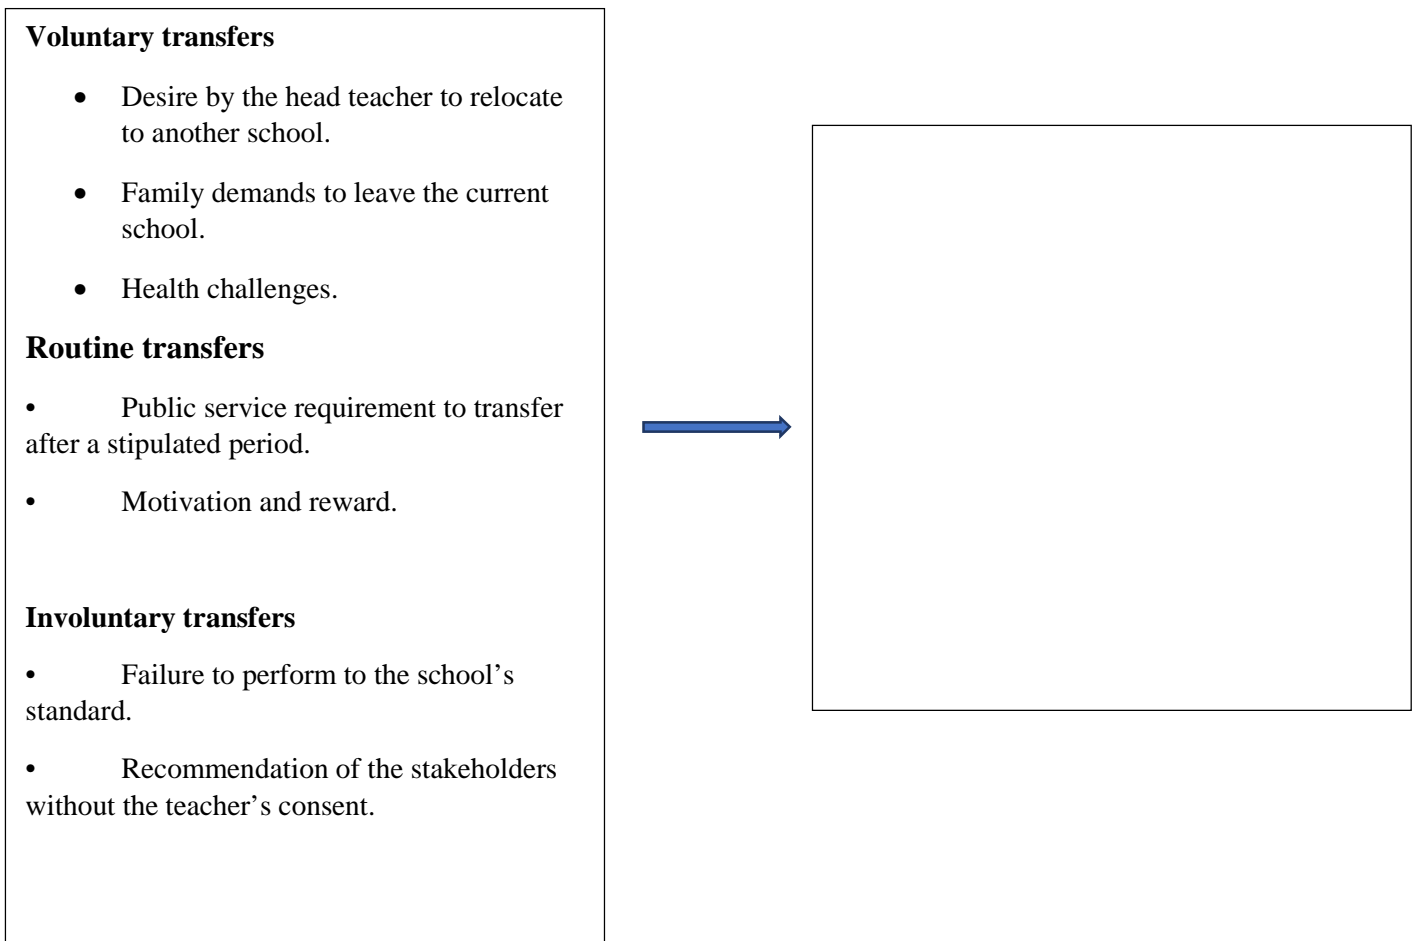 Voluntary transfers
• Desire by the head teacher to relocate
to another school.
• Family demands to leave the current
school.
• Health challenges.
Routine transfers
• Public service requirement to transfer
after a stipulated period.
• Motivation and reward.
Involuntary transfers
• Failure to perform to the school’s
standard.
• Recommendation of the stakeholders
without the teacher’s consent.